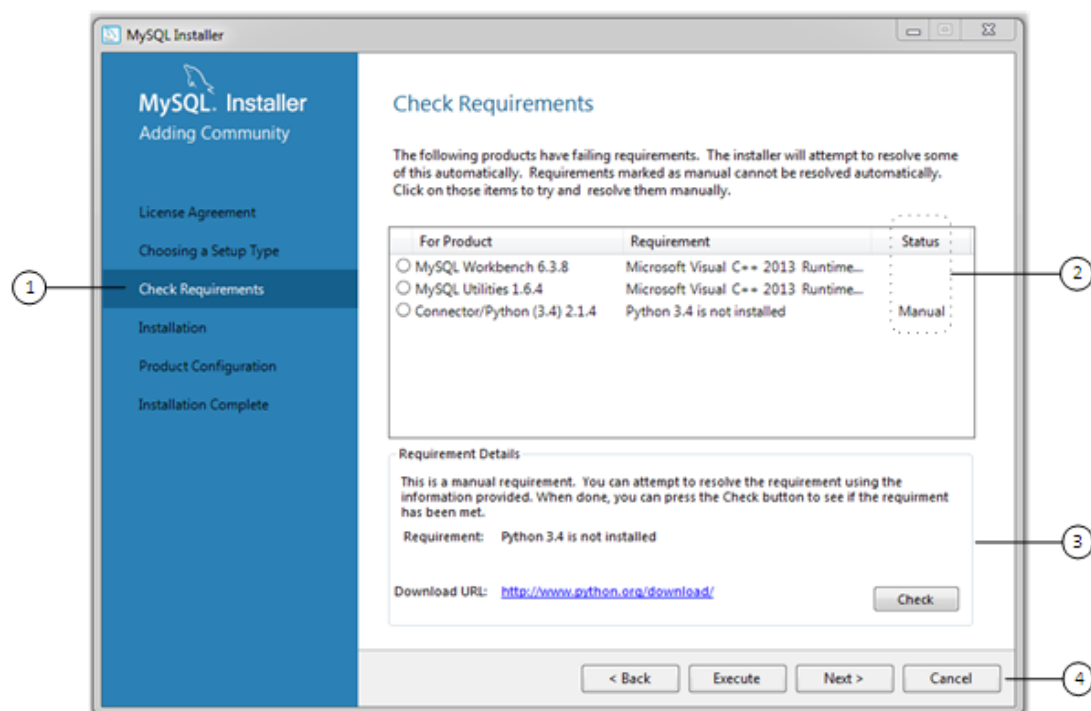 MySQL Installer
MySQL. Installer
Adding Community
License Agreement
Choosing a Setup Type
Check Requirements
Installation
Product Configuration
Installation Complete
1
Check Requirements
The following products have failing requirements. The installer will attempt to resolve some
of this automatically. Requirements marked as manual cannot be resolved automatically.
Click on those items to try and resolve them manually.
For Product Requirement Status
MySQL Workbench 6.3.8 Microsoft Visual C++ 2013 Runtime...
MySQL Utilities 1.6.4 Microsoft Visual C++ 2013 Runtime...
Connector/Python (3.4) 2.1.4 Python 3.4 is not installed Manual
2
Requirement Details
This is a manual requirement. You can attempt to resolve the requirement using the
information provided. When done, you can press the Check button to see if the requirment
has been met.
Requirement: Python 3.4 is not installed
3
Download URL: http://www.python.org/download/
Check
< Back Execute Next > Cancel
4